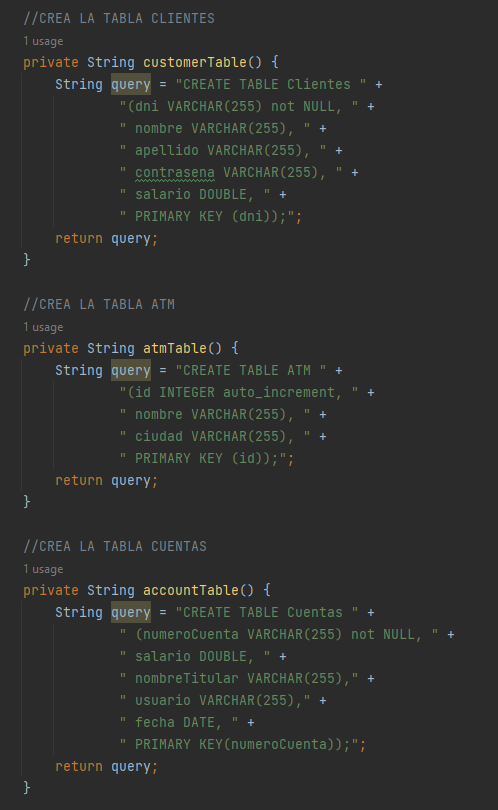 //CREA LA TABLA CLIENTES
1 usage
private String customerTable() {
String query = "CREATE TABLE Clientes " +
"(dni VARCHAR(255) not NULL, " +
" nombre VARCHAR(255), " +
" apellido VARCHAR(255), " +
" contrasena VARCHAR(255), " +
" salario DOUBLE, " +
" PRIMARY KEY (dni));";
return query;
}
//CREA LA TABLA ATM
1 usage
private String atmTable() {
String query = "CREATE TABLE ATM " +
"(id INTEGER auto_increment, " +
" nombre VARCHAR(255), " +
" ciudad VARCHAR(255), " +
" PRIMARY KEY (id));";
return query;
}
//CREA LA TABLA CUENTAS
1 usage
private String accountTable() {
String query = "CREATE TABLE Cuentas " +
" (numeroCuenta VARCHAR(255) not NULL, " +
" salario DOUBLE, " +
" nombreTitular VARCHAR(255)," +
" usuario VARCHAR(255)," +
" fecha DATE, " +
" PRIMARY KEY(numeroCuenta));";
return query;
}